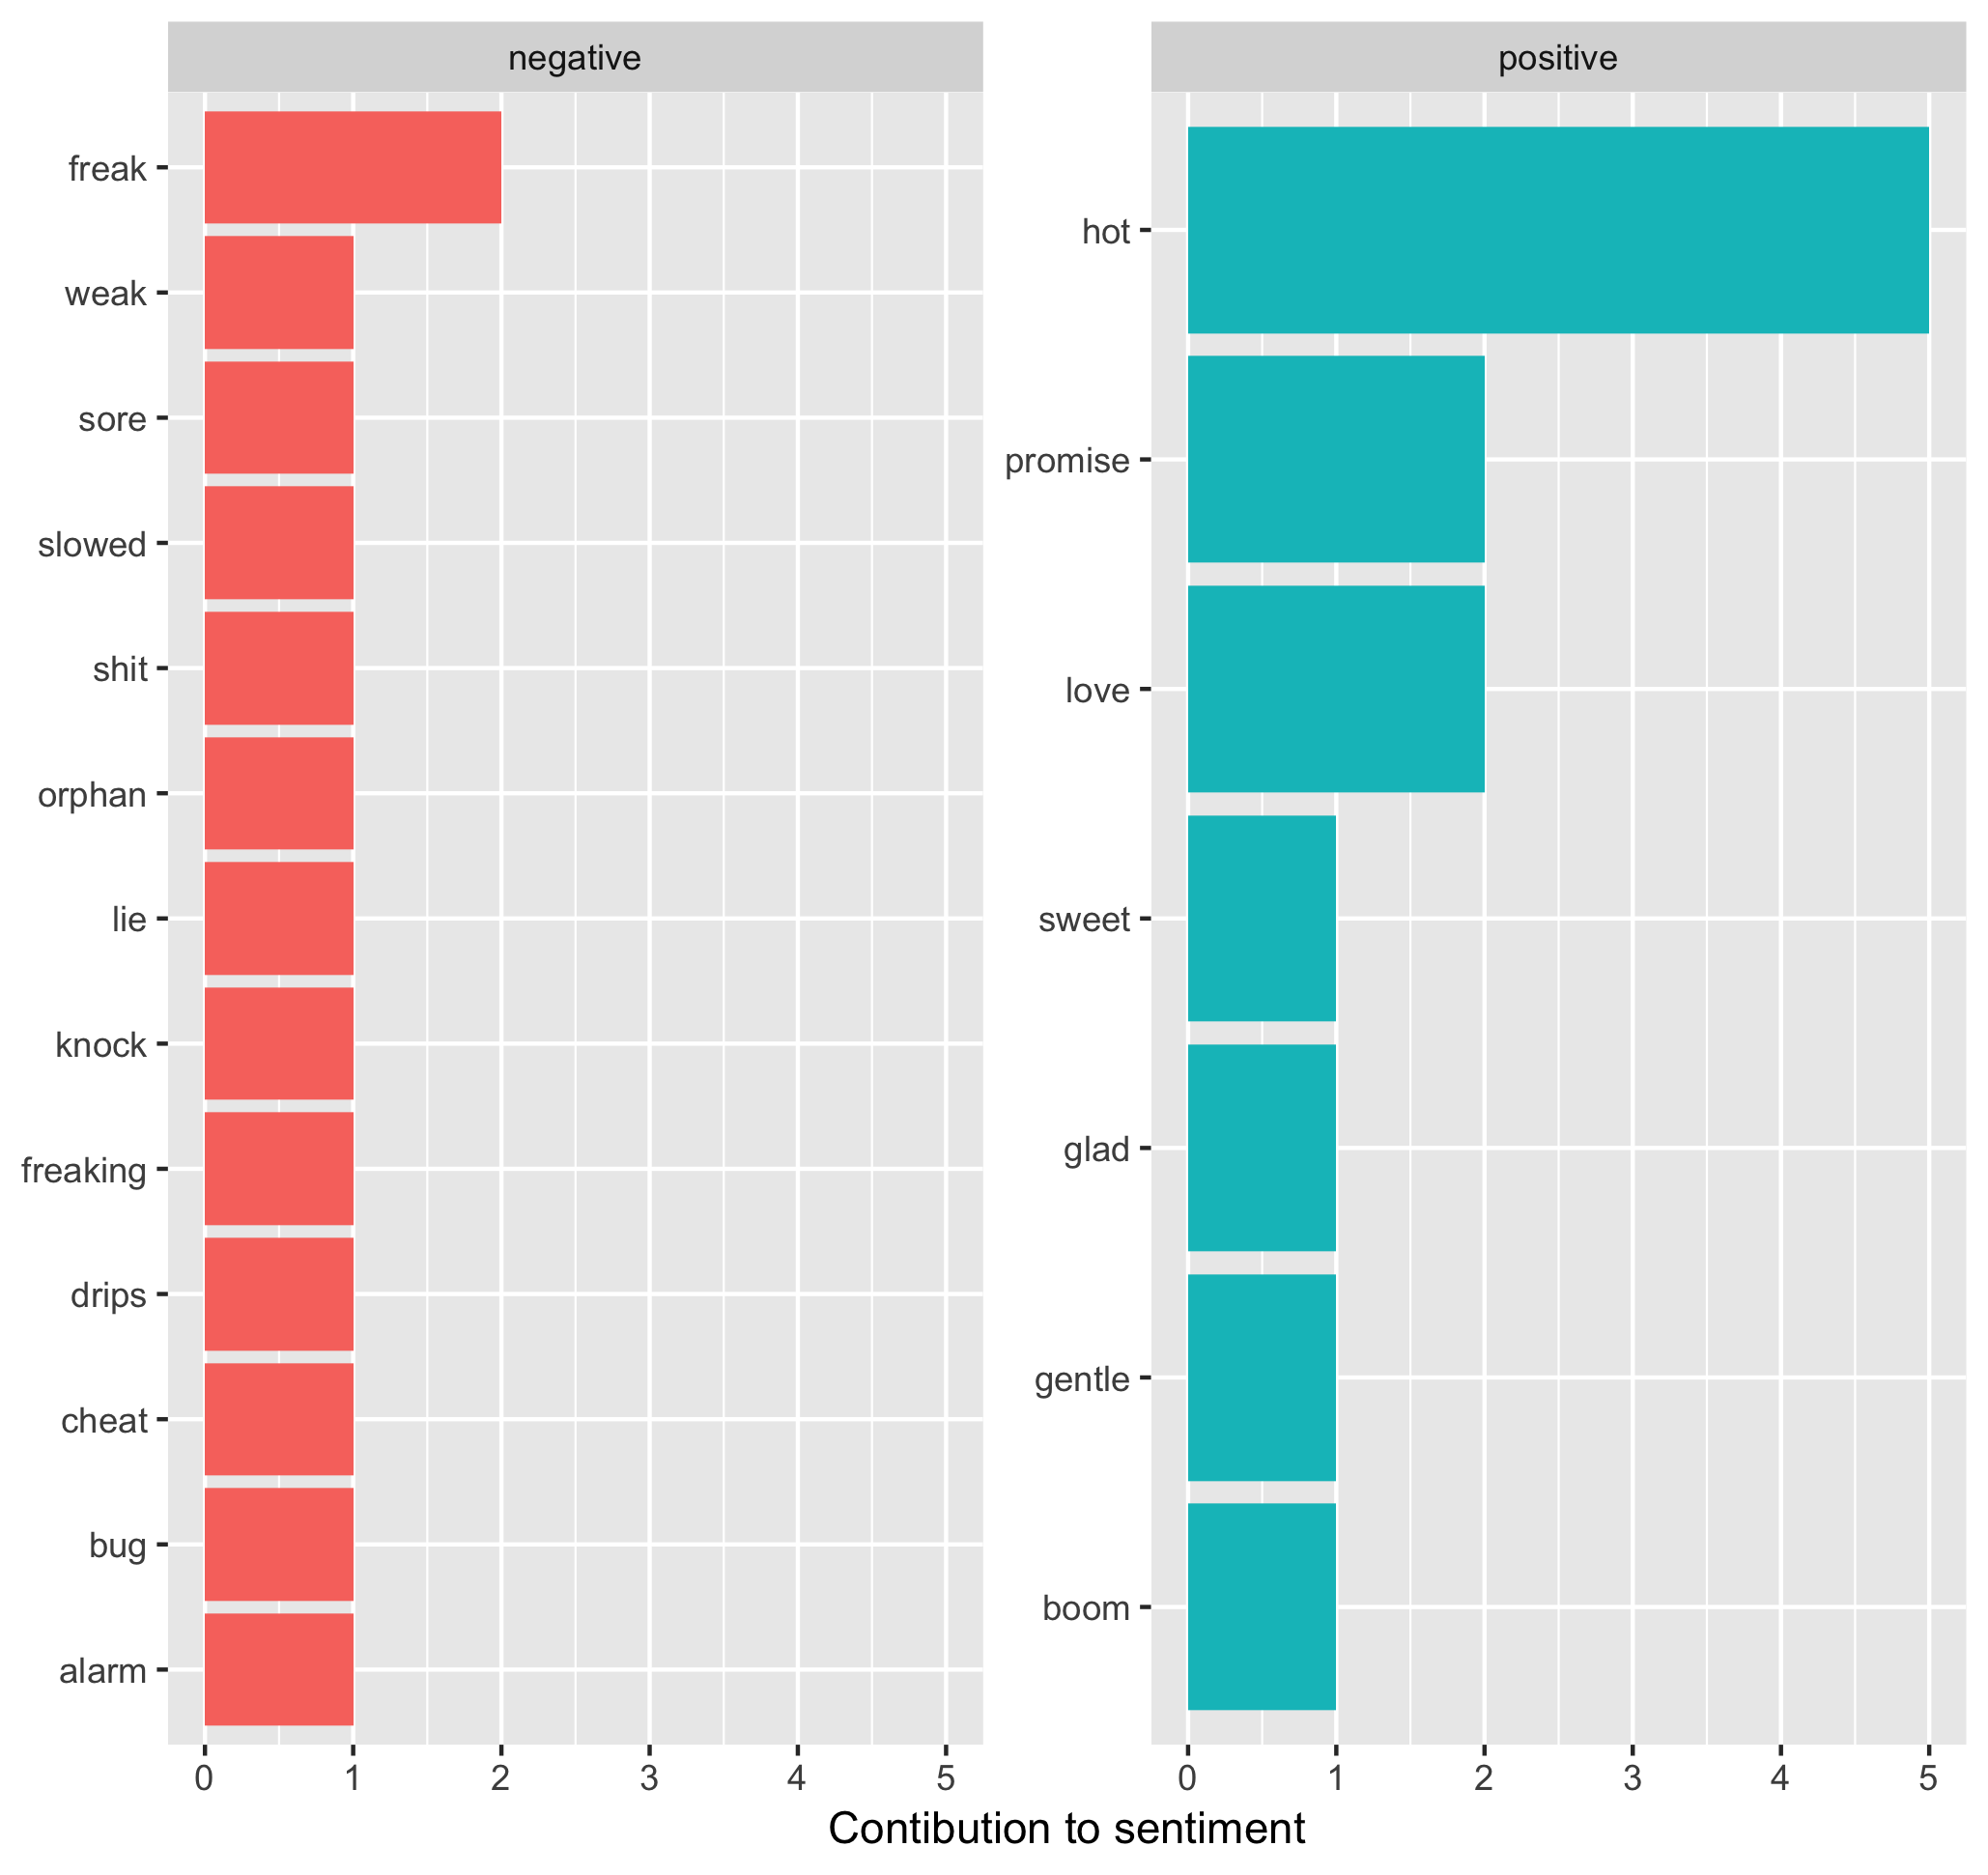 negative
freak
weak
sore
slowed
shit
orphan
lie
knock
freaking
drips
cheat
bug
alarm
0 1 2 3 4 5
positive
hot
promise
love
sweet
glad
gentle
boom
0 1 2 3 4 5
Contibution to sentiment